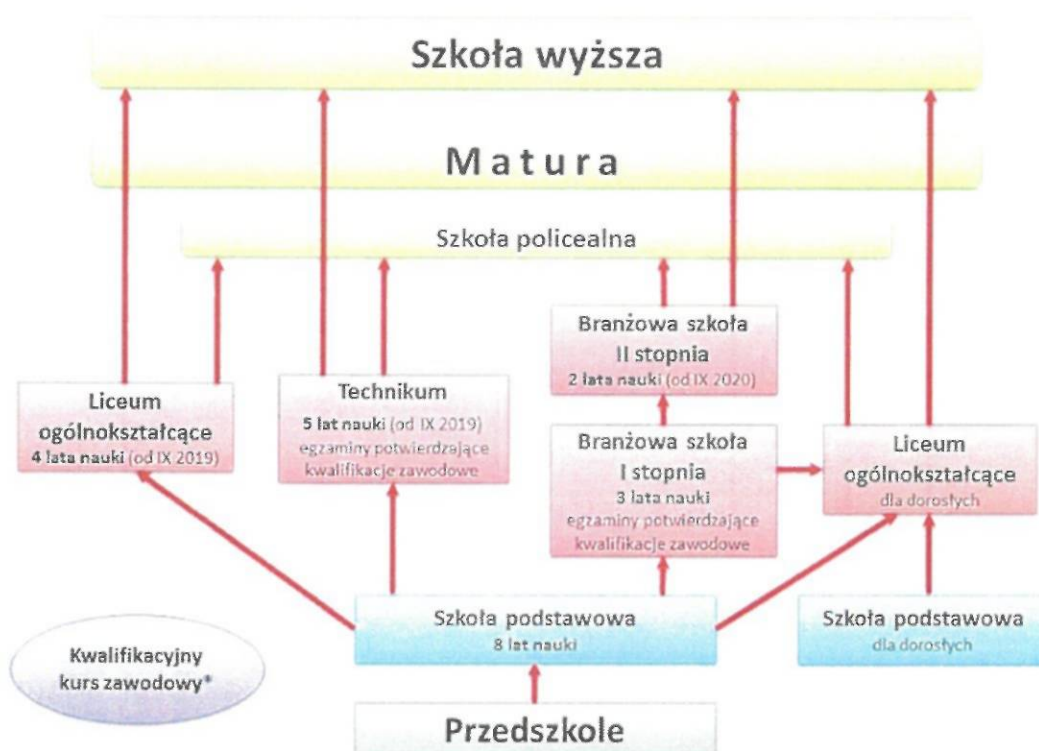 Szkoła wyższa
Matura
Szkoła policealna
Branżowa szkoła
II stopnia
2 lata nauki (od IX 2020)
Liceum
ogólnokształcące
4 lata nauki (od IX 2019)
Technikum
5 lat nauki (od IX 2019)
egzaminy potwierdzające
kwalifikacje zawodowe
Branżowa szkoła
I stopnia
3 lata nauki
egzaminy potwierdzające
kwalifikacje zawodowe
Liceum
ogólnokształcące
dla dorosłych
Szkoła podstawowa
8 lat nauki
Szkoła podstawowa
dla dorosłych
Kwalifikacyjny
kurs zawodowy*
Przedszkole